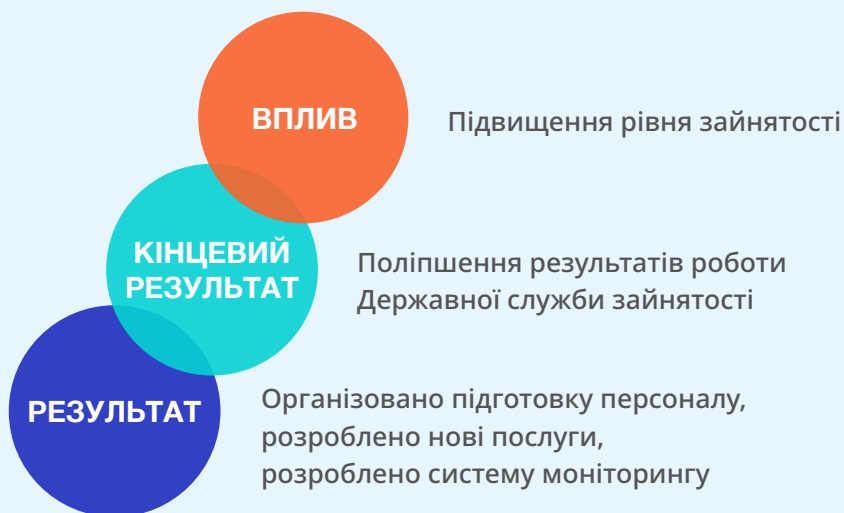 ВПЛИВ
Підвищення рівня зайнятості
КІНЦЕВИЙ
РЕЗУЛЬТАТ
Поліпшення результатів роботи
Державної служби зайнятості
РЕЗУЛЬТАТ
Організовано підготовку персоналу,
розроблено нові послуги,
розроблено систему моніторингу